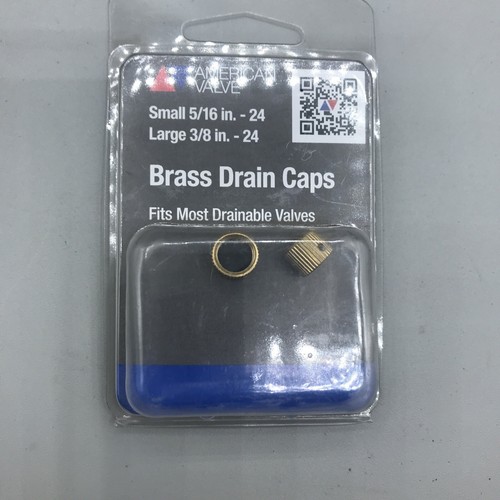 AMERICAN
VALVE
Small 5/16 in. - 24
Large 3/8 in. - 24
Brass Drain Caps
Fits Most Drainable Valves